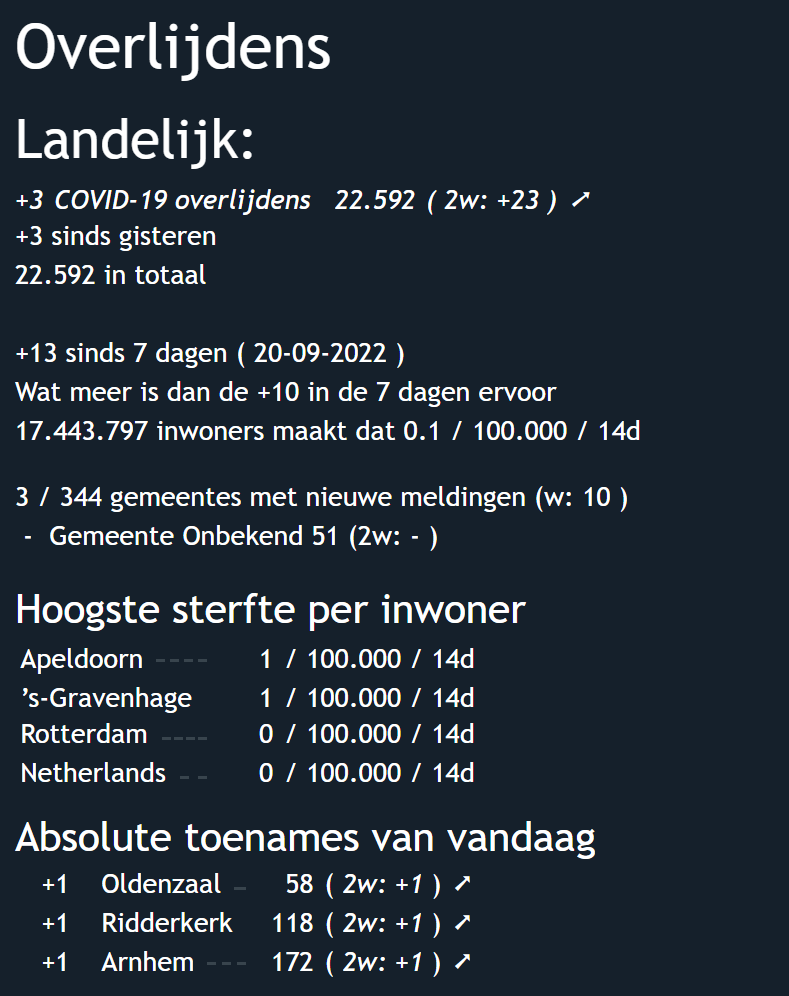 Overlijdens
Landelijk:
+3 COVID-19 overlijdens 22.592 ( 2w: +23 ) ➚
+3 sinds gisteren
22.592 in totaal
+13 sinds 7 dagen ( 20-09-2022 )
Wat meer is dan de +10 in de 7 dagen ervoor
17.443.797 inwoners maakt dat 0.1 / 100.000 / 14d
3 / 344 gemeentes met nieuwe meldingen (w: 10 )
- Gemeente Onbekend 51 (2w: - )
Hoogste sterfte per inwoner
Apeldoorn ---- 1 / 100.000 / 14d
’s-Gravenhage 1 / 100.000 / 14d
Rotterdam ---- 0 / 100.000 / 14d
Netherlands -- 0 / 100.000 / 14d
Absolute toenames van vandaag
+1 Oldenzaal - 58 ( 2w: +1 ) ➚
+1 Ridderkerk 118 ( 2w: +1 ) ➚
+1 Arnhem --- 172 ( 2w: +1 ) ➚